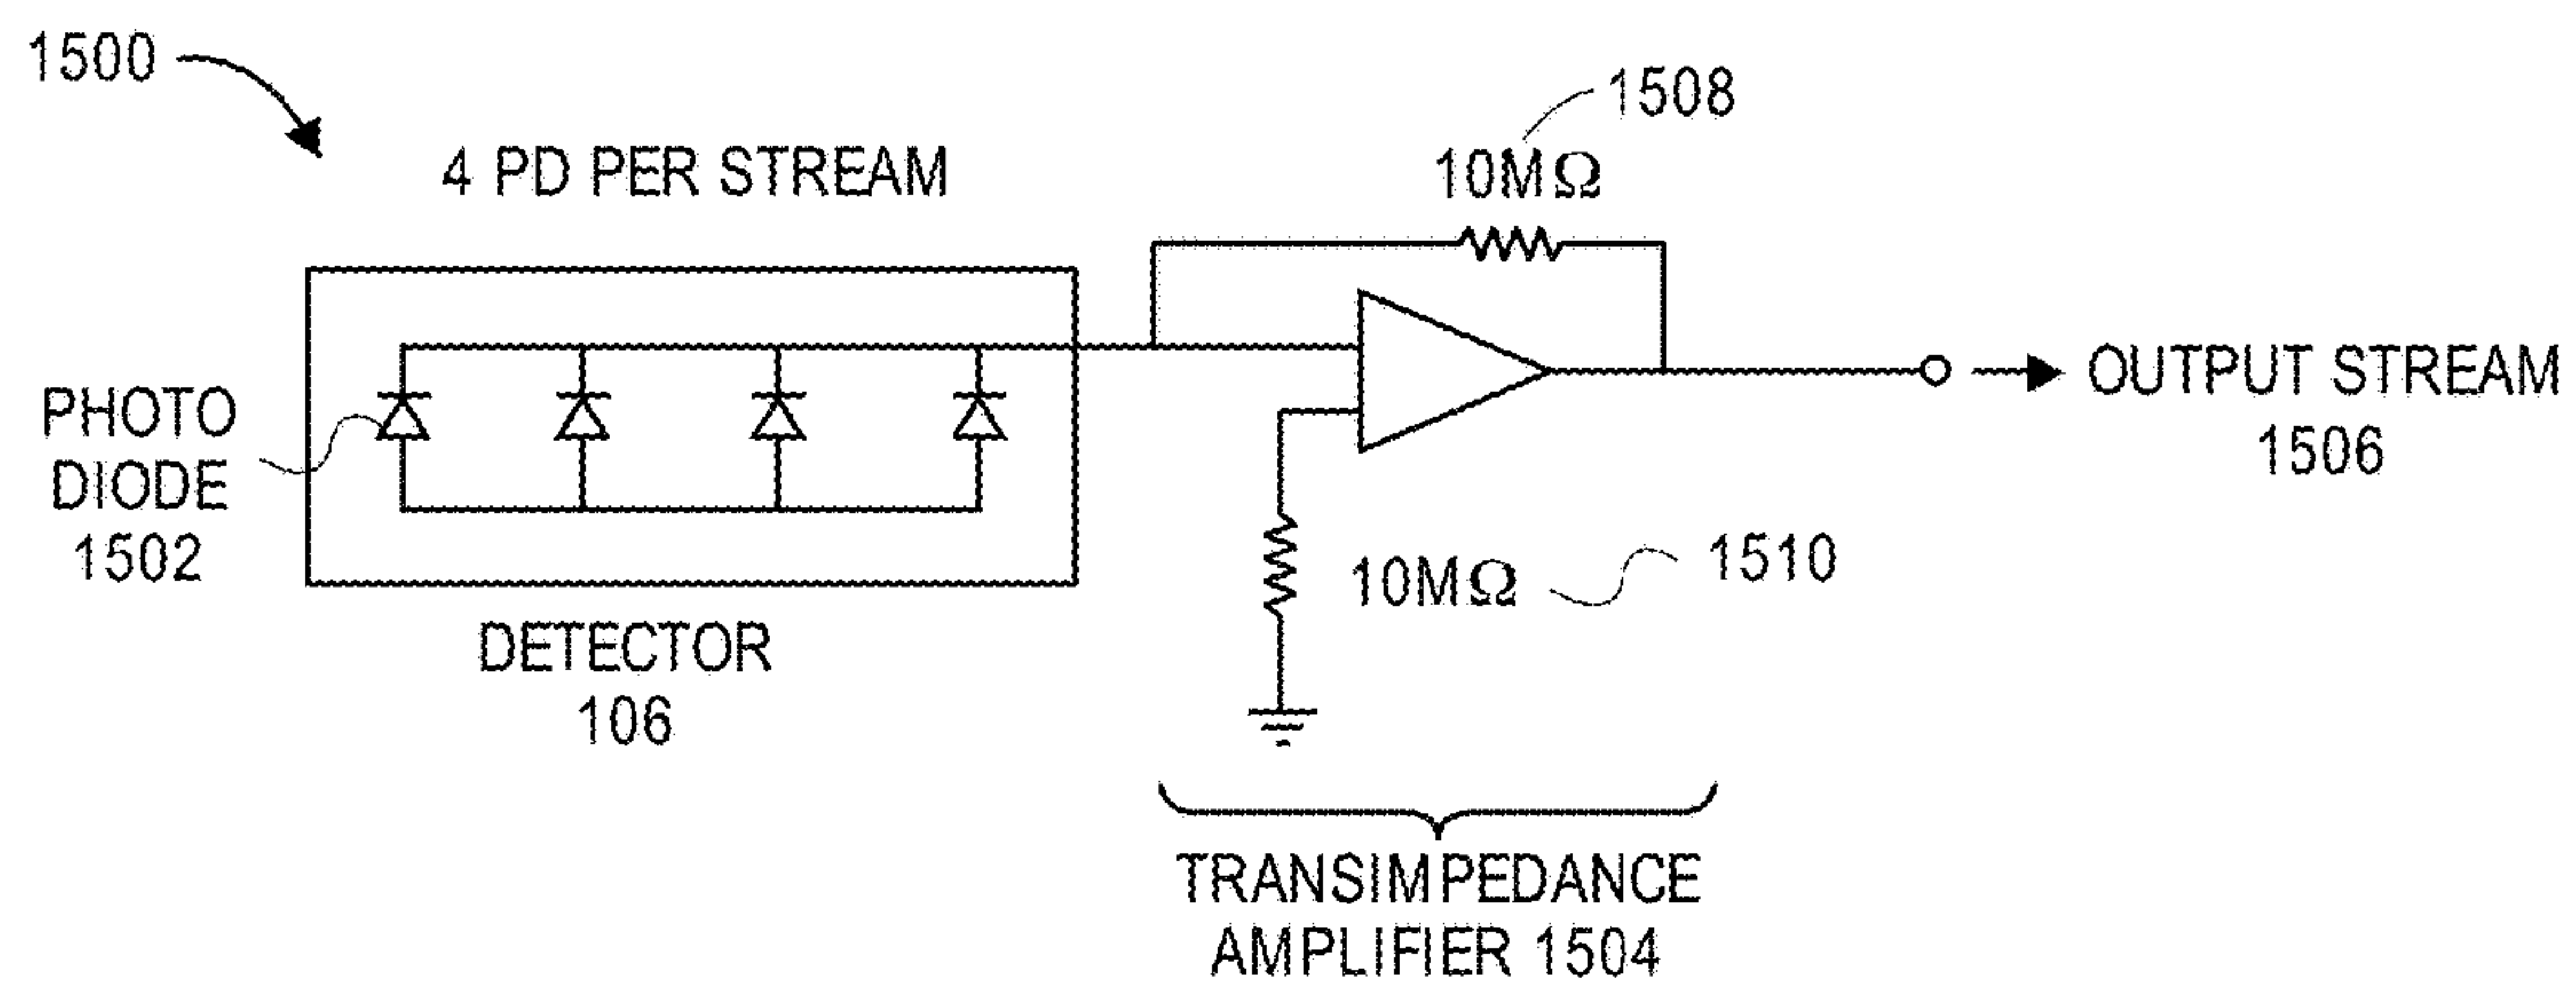 1500
4 PD PER STREAM
1508
10MΩ
PHOTO
DIODE
1502
DETECTOR
106
10MΩ
1510
OUTPUT STREAM
1506
TRANSIMPEDANCE
AMPLIFIER 1504